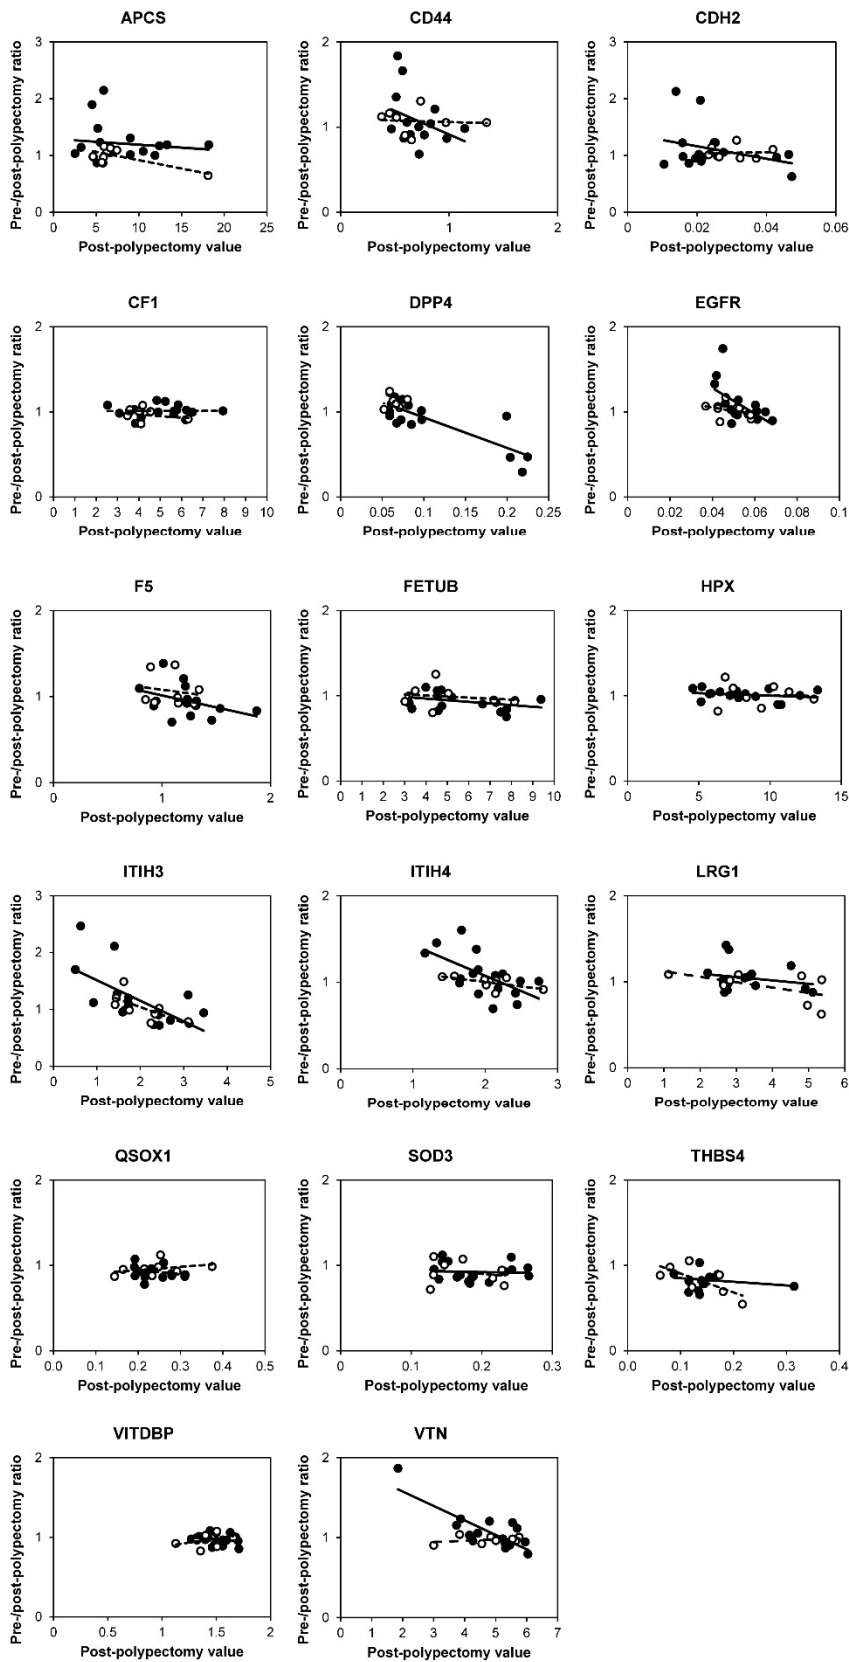 APCS CD44 CDH2
Pre-/post-polypectomy ratio
3
2
1
0
0 5 10 15 20 25
Post-polypectomy value
Pre-/post-polypectomy ratio
2
1
0
0 1 2
Post-polypectomy value
Pre-/post-polypectomy ratio
3
2
1
0
0 0.02 0.04 0.06
Post-polypectomy value
CF1 DPP4 EGFR
Pre-/post-polypectomy ratio
2
1
0
0 1 2 3 4 5 6 7 8 9 10
Post-polypectomy value
Pre-/post-polypectomy ratio
2
1
0
0 0.05 0.1 0.15 0.2 0.25
Post-polypectomy value
Pre-/post-polypectomy ratio
2
1
0
0 0.02 0.04 0.06 0.08 0.1
Post-polypectomy value
F5 FETUB HPX
Pre-/post-polypectomy ratio
2
1
0
0 1 2
Post-polypectomy value
Pre-/post-polypectomy ratio
2
1
0
0 1 2 3 4 5 6 7 8 9 10
Post-polypectomy value
Pre-/post-polypectomy ratio
2
1
0
0 5 10 15
Post-polypectomy value
ITIH3 ITIH4 LRG1
Pre-/post-polypectomy ratio
3
2
1
0
0 1 2 3 4 5
Post-polypectomy value
Pre-/post-polypectomy ratio
2
1
0
0 1 2 3
Post-polypectomy value
Pre-/post-polypectomy ratio
2
1
0
0 1 2 3 4 5 6
Post-polypectomy value
QSOX1 SOD3 THBS4
Pre-/post-polypectomy ratio
2
1
0
0.0 0.1 0.2 0.3 0.4 0.5
Post-polypectomy value
Pre-/post-polypectomy ratio
2
1
0
0 0.1 0.2 0.3
Post-polypectomy value
Pre-/post-polypectomy ratio
2
1
0
0.0 0.1 0.2 0.3 0.4
Post-polypectomy value
VITDBP VTN
Pre-/post-polypectomy ratio
2
1
0
0 0.5 1 1.5 2
Post-polypectomy value
Pre-/post-polypectomy ratio
2
1
0
0 1 2 3 4 5 6 7
Post-polypectomy value